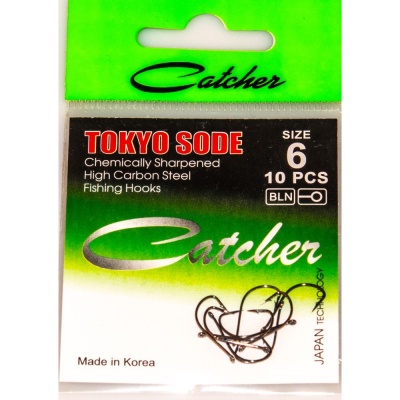 Catcher
TOKYO SODE
Chemically Sharpened
High Carbon Steel
Fishing Hooks
SIZE
6
10 PCS
BLN
Catcher
JAPAN TECHNOLOGY
Made in Korea